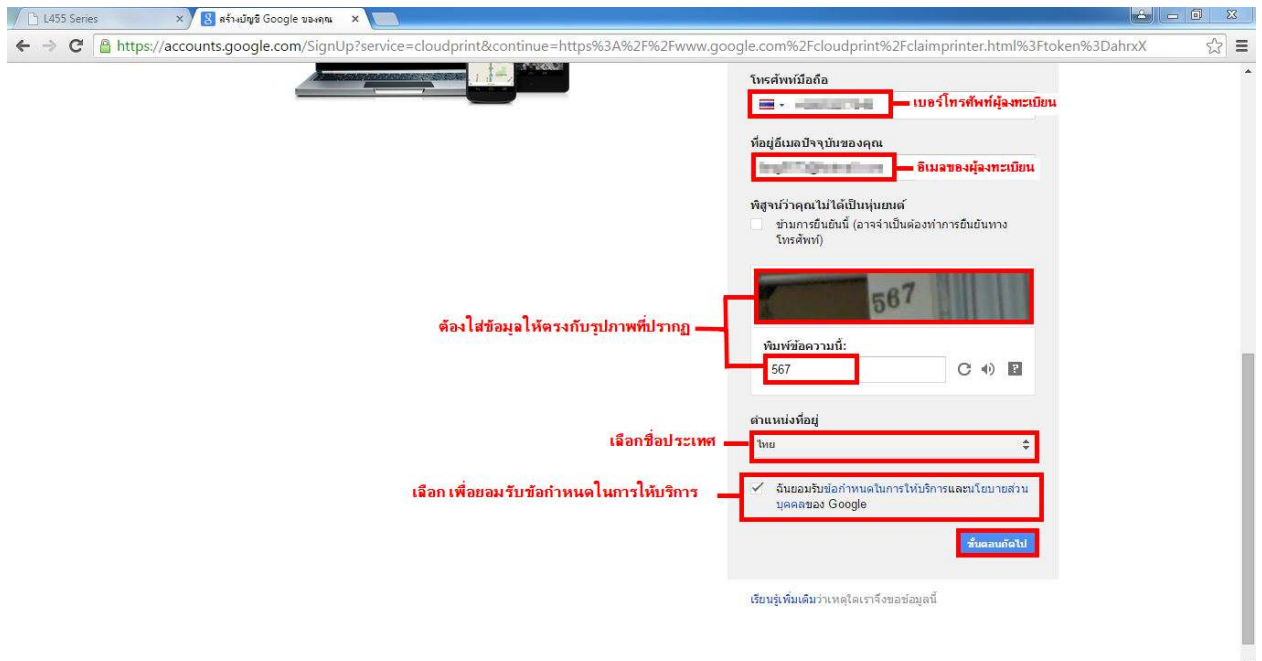 L455 Series
สร้างบัญชี Google ของคุณ
https://accounts.google.com/SignUp?service=cloudprint&continue=https%3A%2F%2Fwww.google.com%2Fcloudprint%2Fclaimprinter.html%3Ftoken%3DahrxX
โทรศัพท์มือถือ
เบอร์โทรศัพท์ผู้ลงทะเบียน
ที่อยู่อีเมลปัจจุบันของคุณ
อีเมลของผู้ลงทะเบียน
พิสูจน์ว่าคุณไม่ได้เป็นหุ่นยนต์
ข้ามการยืนยันนี้ (อาจจำเป็นต้องทำการยืนยันทาง
โทรศัพท์)
567
ต้องใส่ข้อมูลให้ตรงกับรูปภาพที่ปรากฏ
พิมพ์ข้อความนี้:
567
ตำแหน่งที่อยู่
เลือกชื่อประเทศ
ไทย
เลือก เพื่อยอมรับข้อกำหนดในการให้บริการ
ฉันยอมรับข้อกำหนดในการให้บริการและนโยบายส่วน
บุคคลของ Google
ขั้นตอนถัดไป
เรียนรู้เพิ่มเติมว่าเหตุใดเราจึงขอข้อมูลนี้